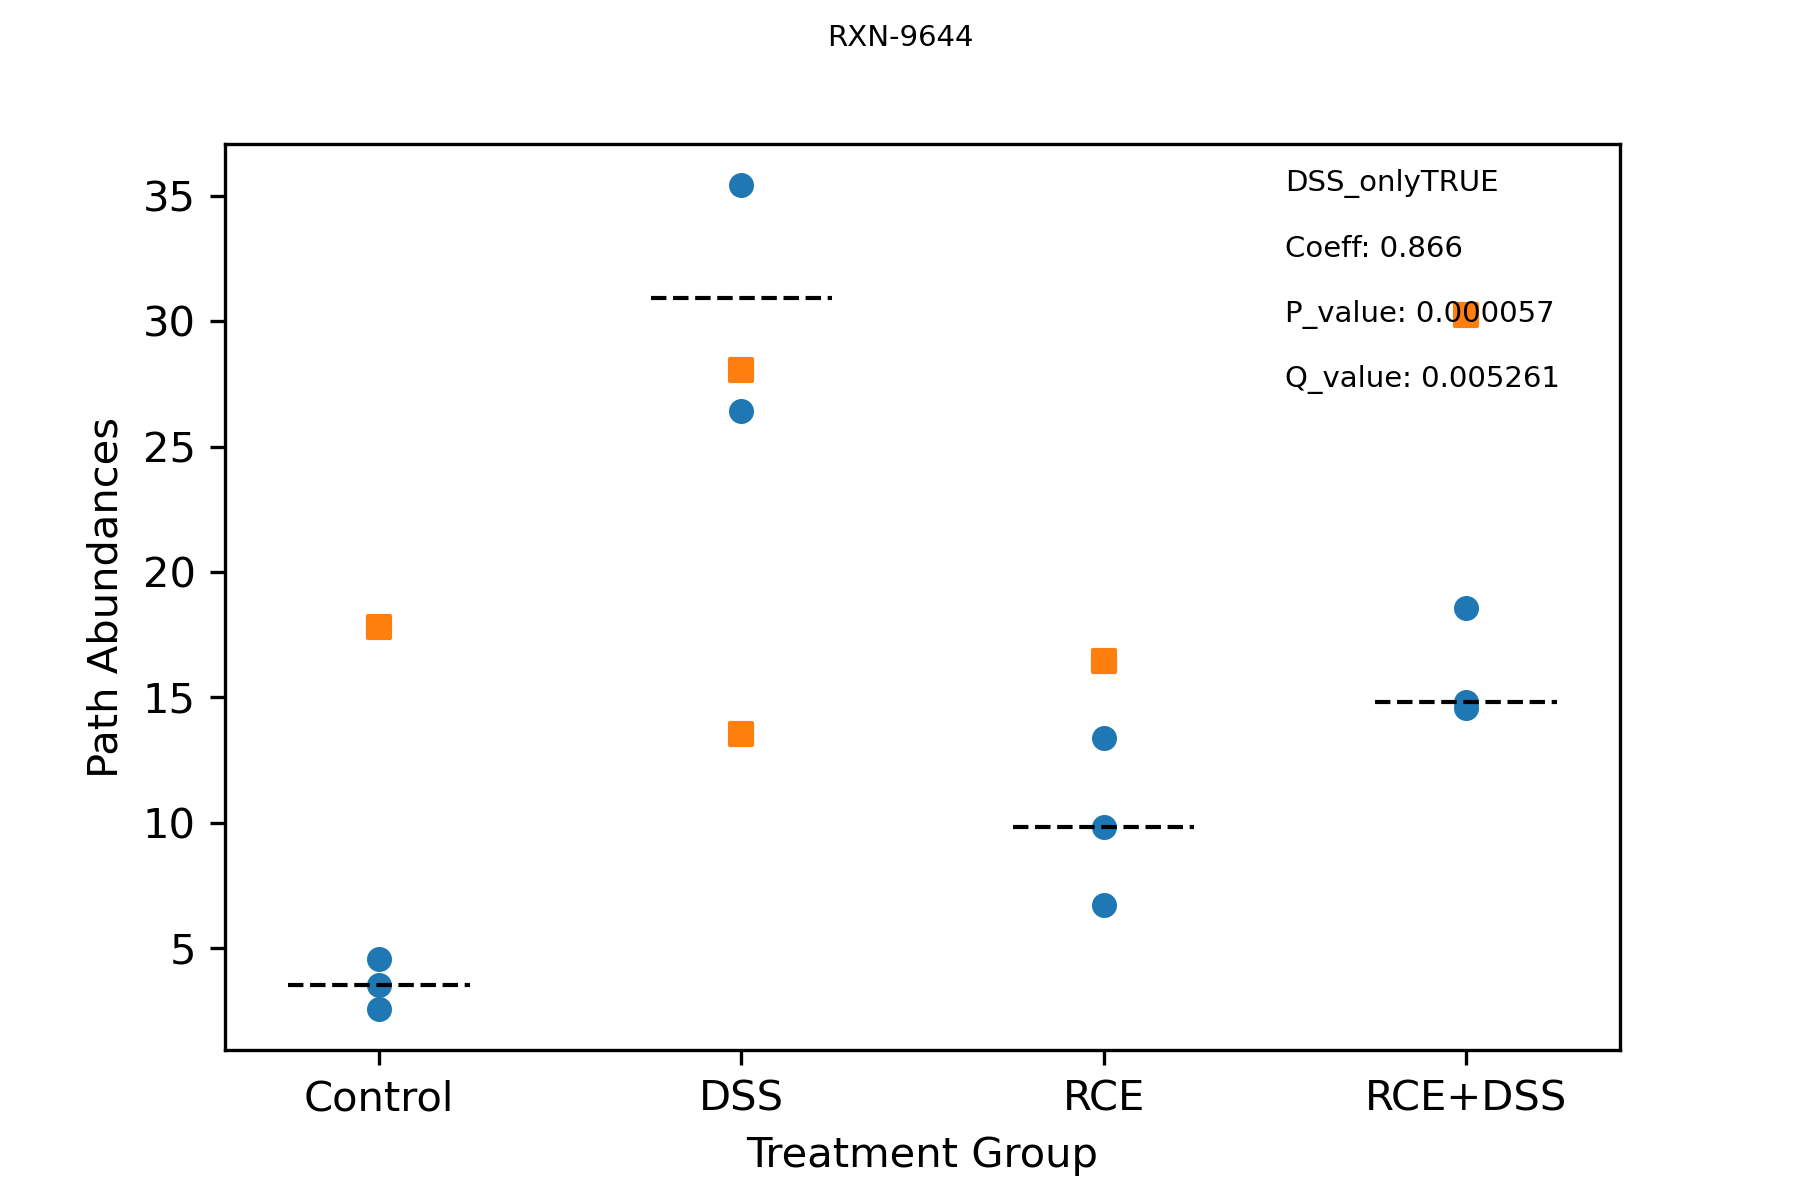 RXN-9644
DSS_onlyTRUE
Coeff: 0.866
P_value: 0.000057
Q_value: 0.005261
Path Abundances
35
30
25
20
15
10
5
Control
DSS
RCE
RCE+DSS
Treatment Group